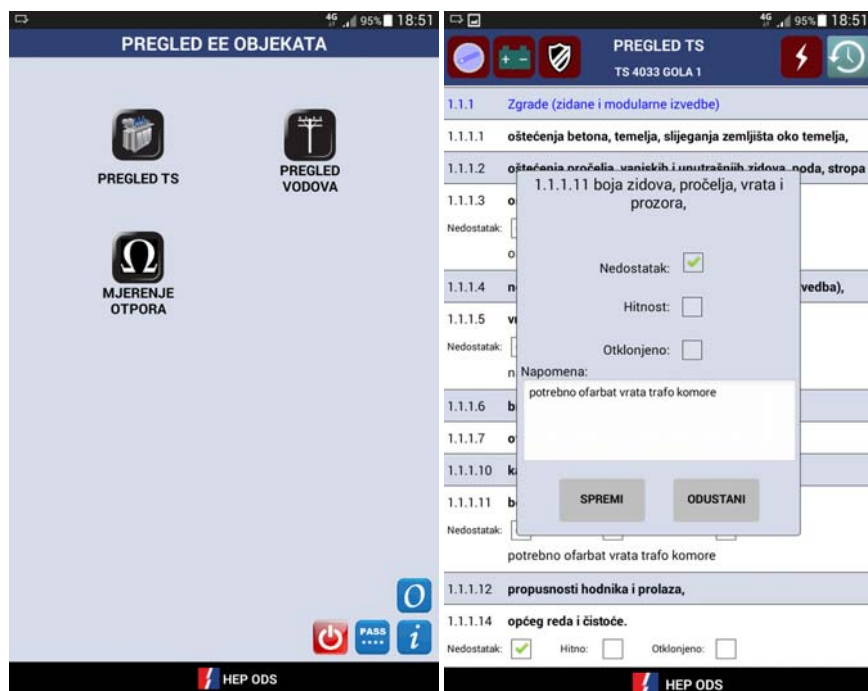 4G 95% 18:51
PREGLED EE OBJEKATA
PREGLED TS
PREGLED
VODOVA
Ω
MJERENJE
OTPORA
O
PASS
i
HEP ODS
4G 95% 18:51
PREGLED TS
TS 4033 GOLA 1
1.1.1 Zgrade (zidane i modularne izvedbe)
1.1.1.1 oštećenja betona, temelja, slijeganja zemljišta oko temelja,
1.1.1.2 oštećenja pročelja, vanjskih i unutrašnjih zidova, poda, stropa
1.1.1.3 o
Nedostatak:
o
1.1.1.4 n vedba),
1.1.1.5 v
Nedostatak:
n
1.1.1.6 b
1.1.1.7 o
1.1.1.10 k
1.1.1.11 b
Nedostatak:
potrebno ofarbat vrata trafo komore
1.1.1.12 propusnosti hodnika i prolaza,
1.1.1.14 općeg reda i čistoće.
Nedostatak: Hitno: Otklonjeno:
1.1.1.11 boja zidova, pročelja, vrata i
prozora,
Nedostatak:
Hitnost:
Otklonjeno:
Napomena:
potrebno ofarbat vrata trafo komore
SPREMI ODUSTANI
HEP ODS